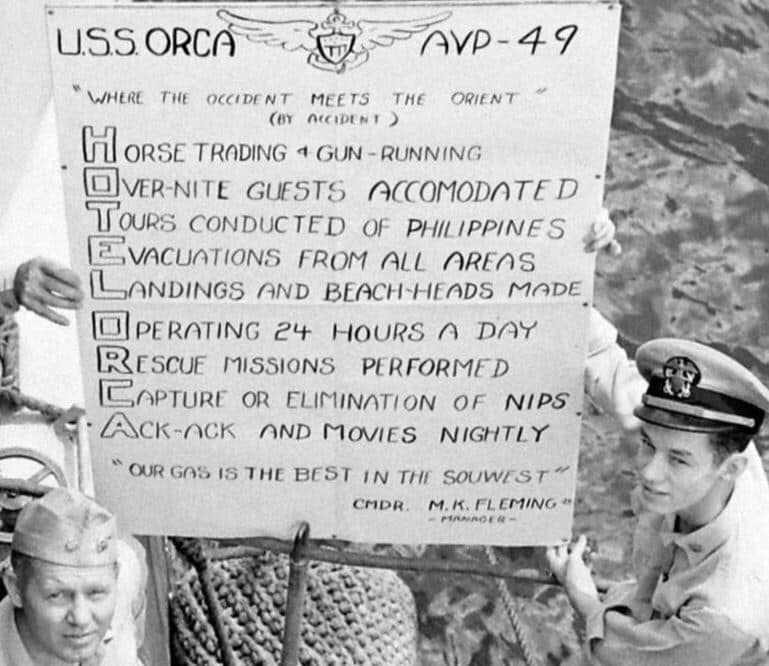 U.S.S. ORCA AVP-49
"WHERE THE OCCIDENT MEETS THE ORIENT"
(BY ACCIDENT)
HORSE TRADING & GUN-RUNNING
OVER-NITE GUESTS ACCOMODATED
TOURS CONDUCTED OF PHILIPPINES
EVACUATIONS FROM ALL AREAS
LANDINGS AND BEACH-HEADS MADE
OPERATING 24 HOURS A DAY
RESCUE MISSIONS PERFORMED
CAPTURE OR ELIMINATION OF NIPS
ACK-ACK AND MOVIES NIGHTLY
"OUR GAS IS THE BEST IN THE SOUWEST"
CMDR. M.K. FLEMING
- MANAGER -